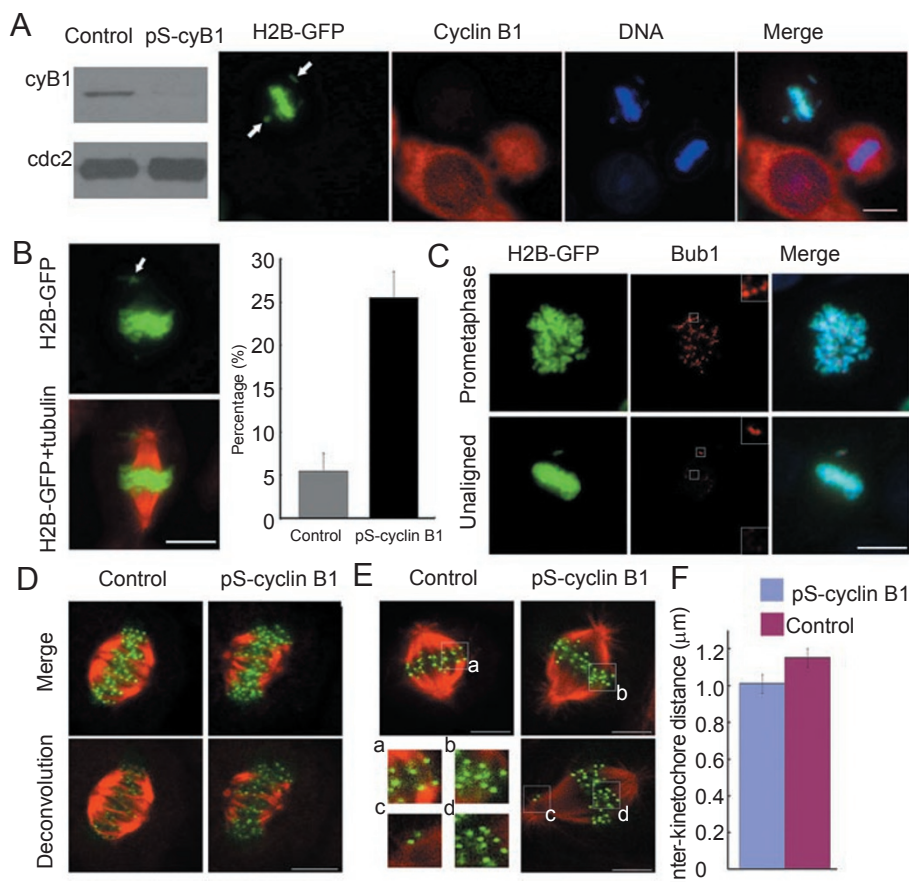 A
Control pS-cyB1
H2B-GFP Cyclin B1 DNA Merge
cyB1
cdc2
B
H2B-GFP
H2B-GFP+tubulin
Percentage (%)
30
25
20
15
10
5
0
Control pS-cyclin B1
C
H2B-GFP Bub1 Merge
Prometaphase
Unaligned
D
Control pS-cyclin B1
Merge
Deconvolution
E
Control pS-cyclin B1
a
b
a b
c d
c d
F
pS-cyclin B1
Control
nter-kinetochore distance (μm)
1.2
1.0
1.2
0.8
0.4
0.2
0